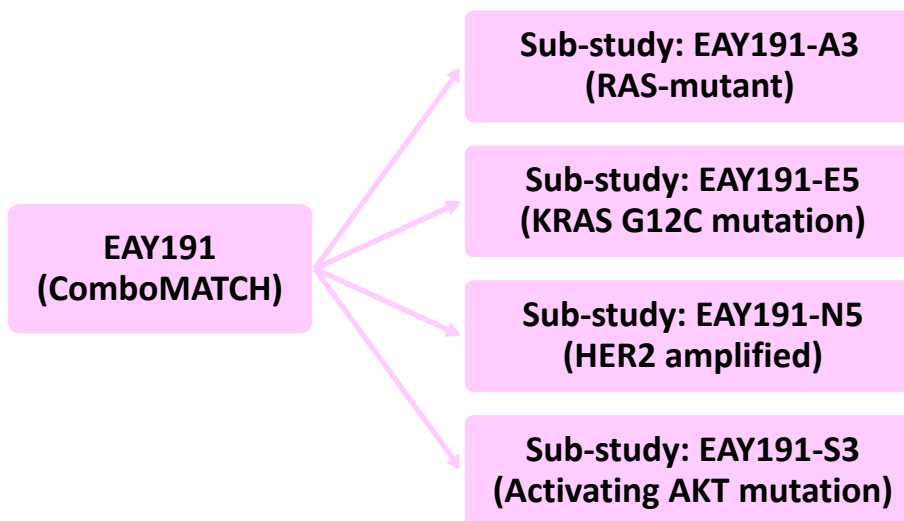 Sub-study: EAY191-A3
(RAS-mutant)
Sub-study: EAY191-E5
(KRAS G12C mutation)
EAY191
(ComboMATCH)
Sub-study: EAY191-N5
(HER2 amplified)
Sub-study: EAY191-S3
(Activating AKT mutation)